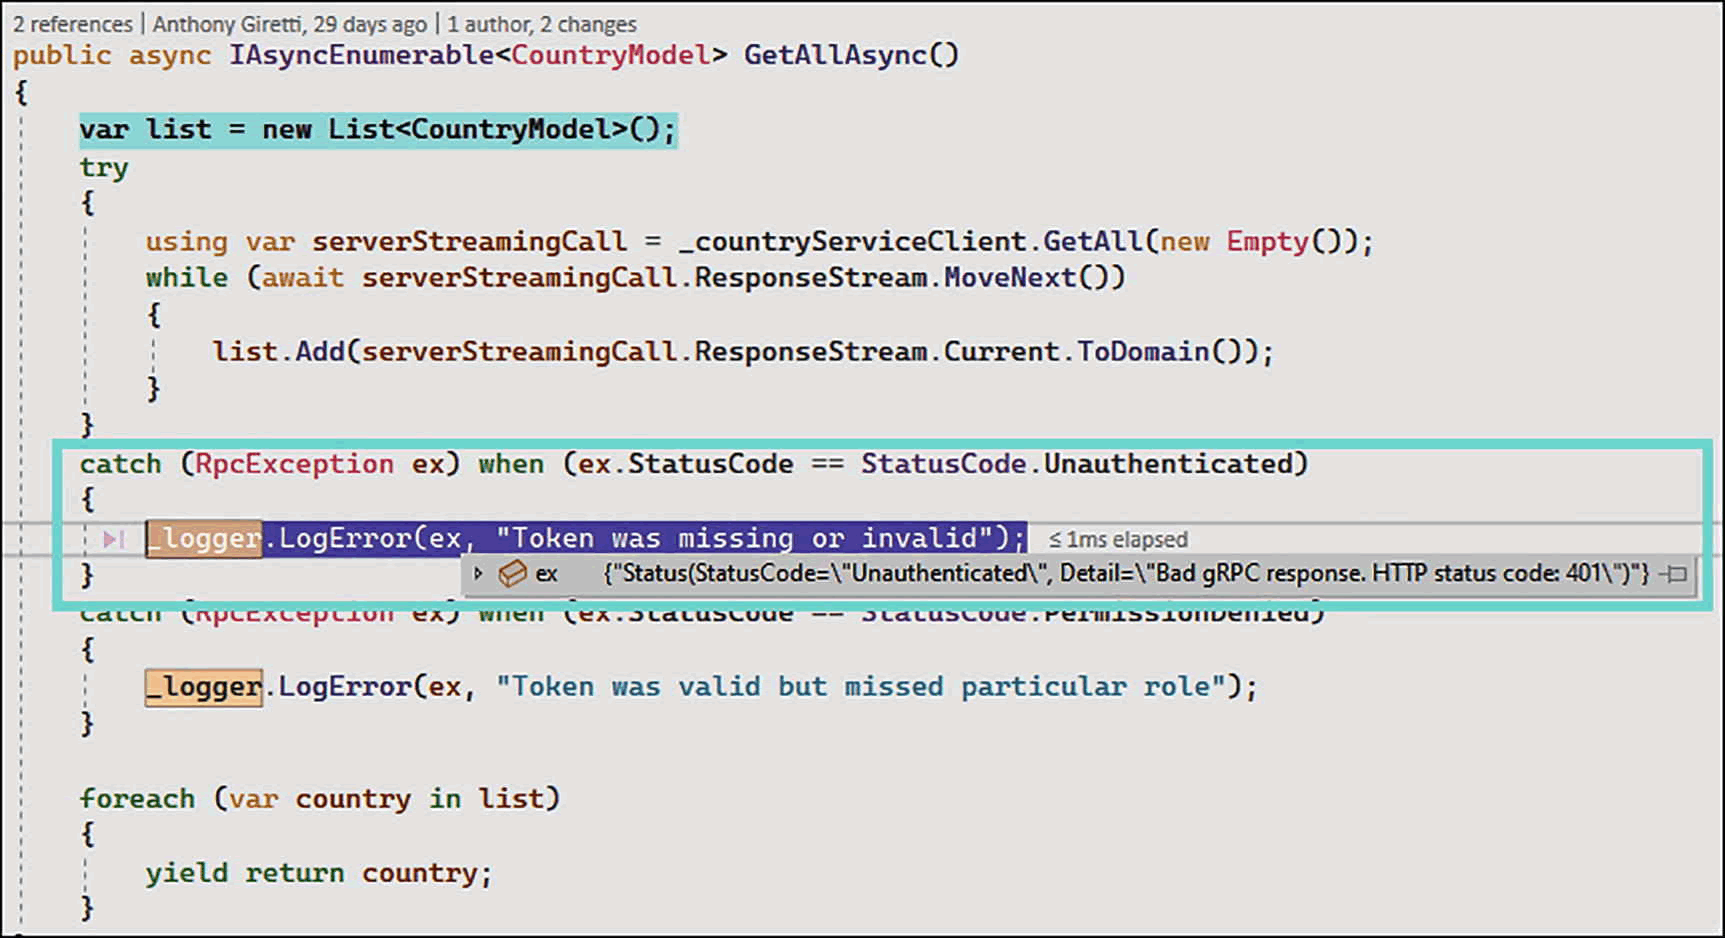 2 references | Anthony Giretti, 29 days ago | 1 author, 2 changes
public async IAsyncEnumerable<CountryModel> GetAllAsync()
{
var list = new List<CountryModel>();
try
{
using var serverStreamingCall = _countryServiceClient.GetAll(new Empty());
while (await serverStreamingCall.ResponseStream.MoveNext())
{
list.Add(serverStreamingCall.ResponseStream.Current.ToDomain());
}
}
catch (RpcException ex) when (ex.StatusCode == StatusCode.Unauthenticated)
{
_logger.LogError(ex, "Token was missing or invalid"); ≤ 1ms elapsed
} ex {"Status(StatusCode=\"Unauthenticated\", Detail=\"Bad gRPC response. HTTP status code: 401\")"}
catch (RpcException ex) when (ex.StatusCode == StatusCode.PermissionDenied)
{
_logger.LogError(ex, "Token was valid but missed particular role");
}
foreach (var country in list)
{
yield return country;
}